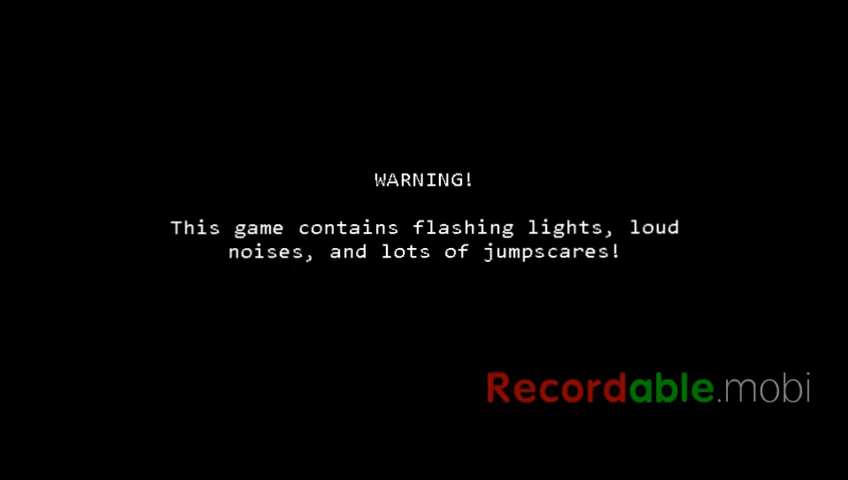 WARNING!
This game contains flashing lights, loud
noises, and lots of jumpscares!
Recordable.mobi